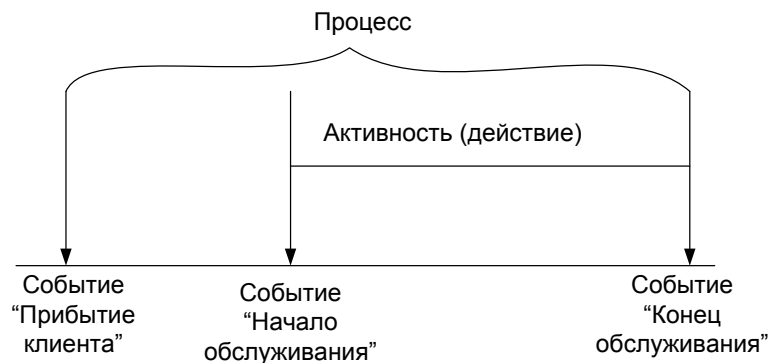 Процесс
Активность (действие)
Событие
“Прибытие
клиента”
Событие
“Начало
обслуживания”
Событие
“Конец
обслуживания”